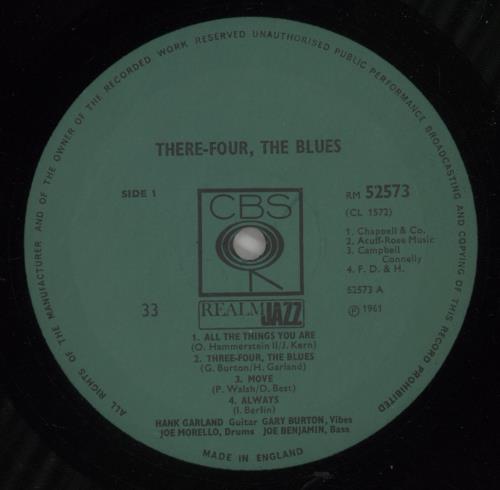 ALL RIGHTS OF THE MANUFACTURER AND OF THE OWNER OF THE RECORDED WORK RESERVED UNAUTHORISED PUBLIC PERFORMANCE BROADCASTING AND COPYING OF THIS RECORD PROHIBITED
THERE-FOUR, THE BLUES
SIDE 1
CBS
RM 52573
(CL 1572)
1. Chappell & Co.
2. Acuff-Rose Music
3. Campbell
Connelly
4. F. D. & H.
52573 A
℗ 1961
33
REALM JAZZ
1. ALL THE THINGS YOU ARE
(O. Hammerstein II/J. Kern)
2. THREE-FOUR, THE BLUES
(G. Burton/H. Garland)
3. MOVE
(P. Walsh/D. Best)
4. ALWAYS
(I. Berlin)
HANK GARLAND Guitar GARY BURTON, Vibes
JOE MORELLO, Drums JOE BENJAMIN, Bass
MADE IN ENGLAND